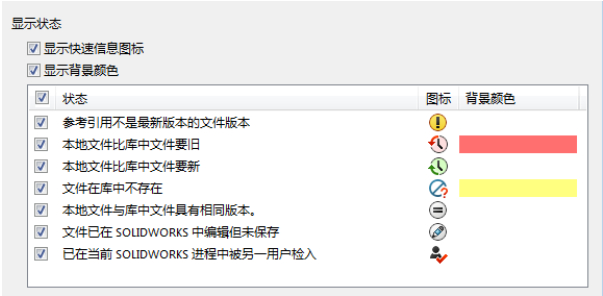 显示状态
显示快速信息图标
显示背景颜色
状态 图标 背景颜色
参考引用不是最新版本的文件版本
本地文件比库中文件要旧
本地文件比库中文件要新
文件在库中不存在
本地文件与库中文件具有相同版本。
文件已在 SOLIDWORKS 中编辑但未保存
已在当前 SOLIDWORKS 进程中被另一用户检入